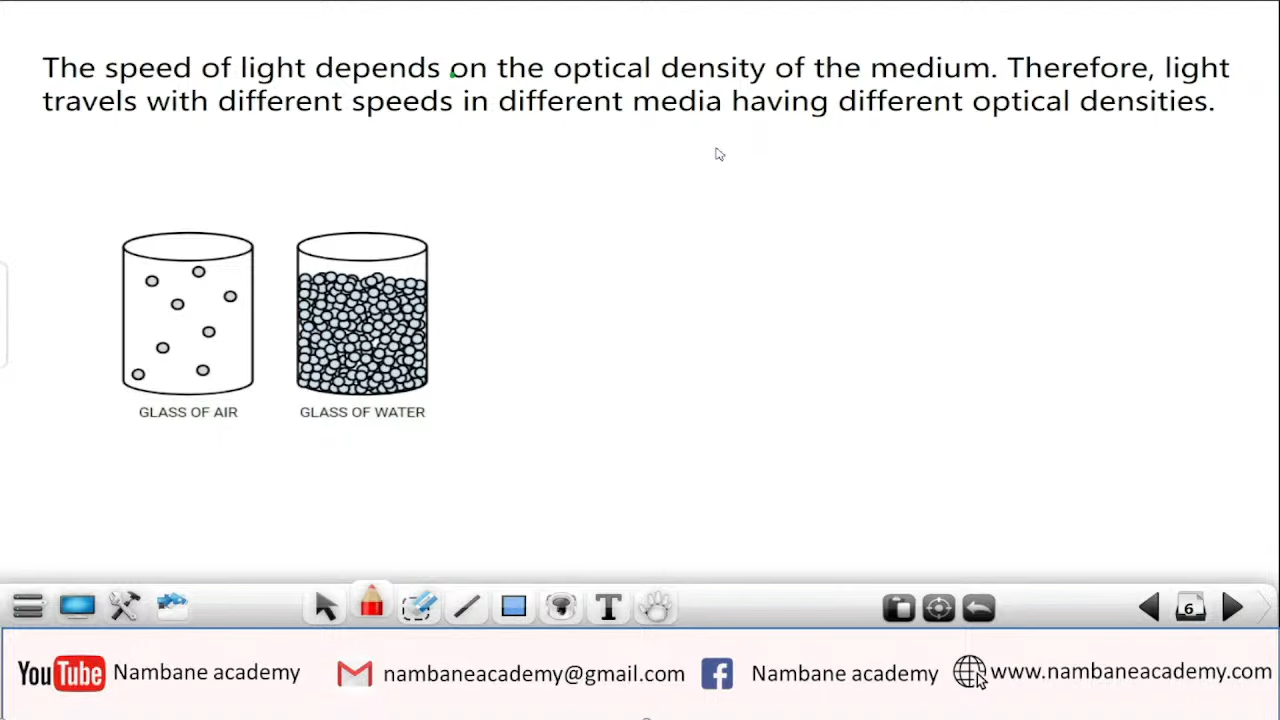 The speed of light depends on the optical density of the medium. Therefore, light
travels with different speeds in different media having different optical densities.
GLASS OF AIR GLASS OF WATER
T 6
YouTube Nambane academy nambaneacademy@gmail.com f Nambane academy www.nambaneacademy.com